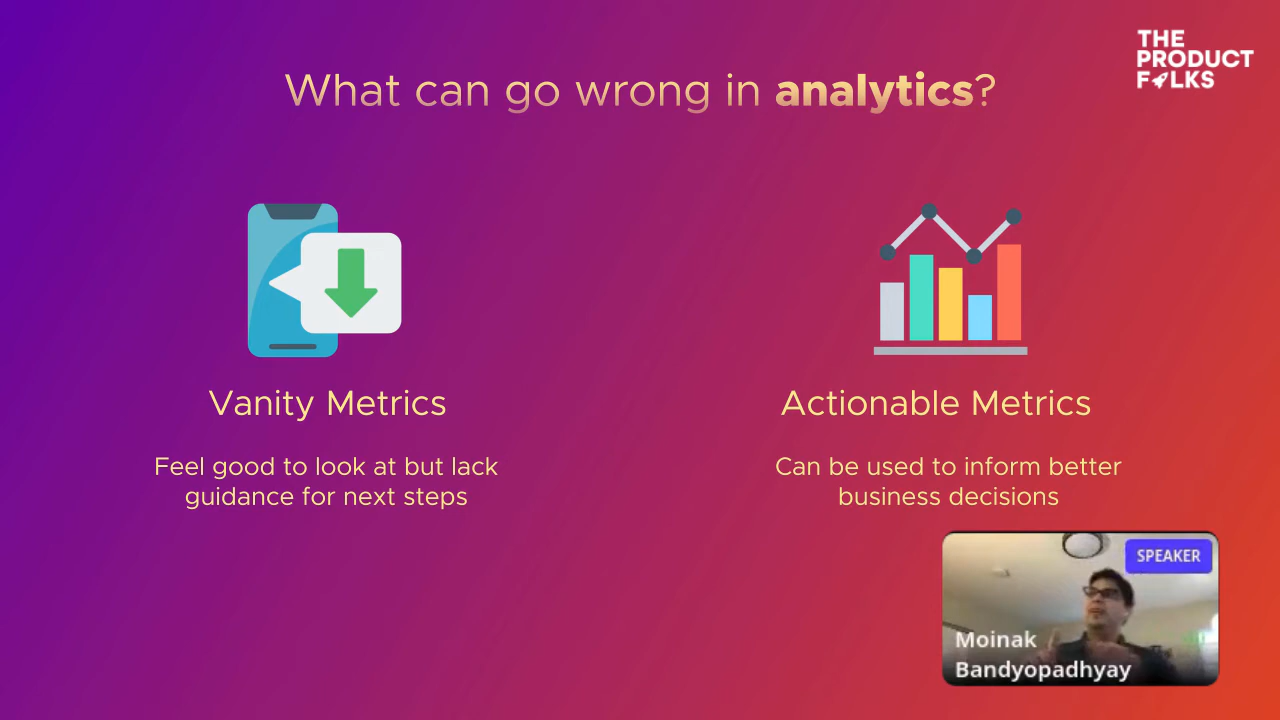 THE
PRODUCT
FOLKS
What can go wrong in analytics?
Vanity Metrics
Feel good to look at but lack
guidance for next steps
Actionable Metrics
Can be used to inform better
business decisions
SPEAKER
Moinak
Bandyopadhyay